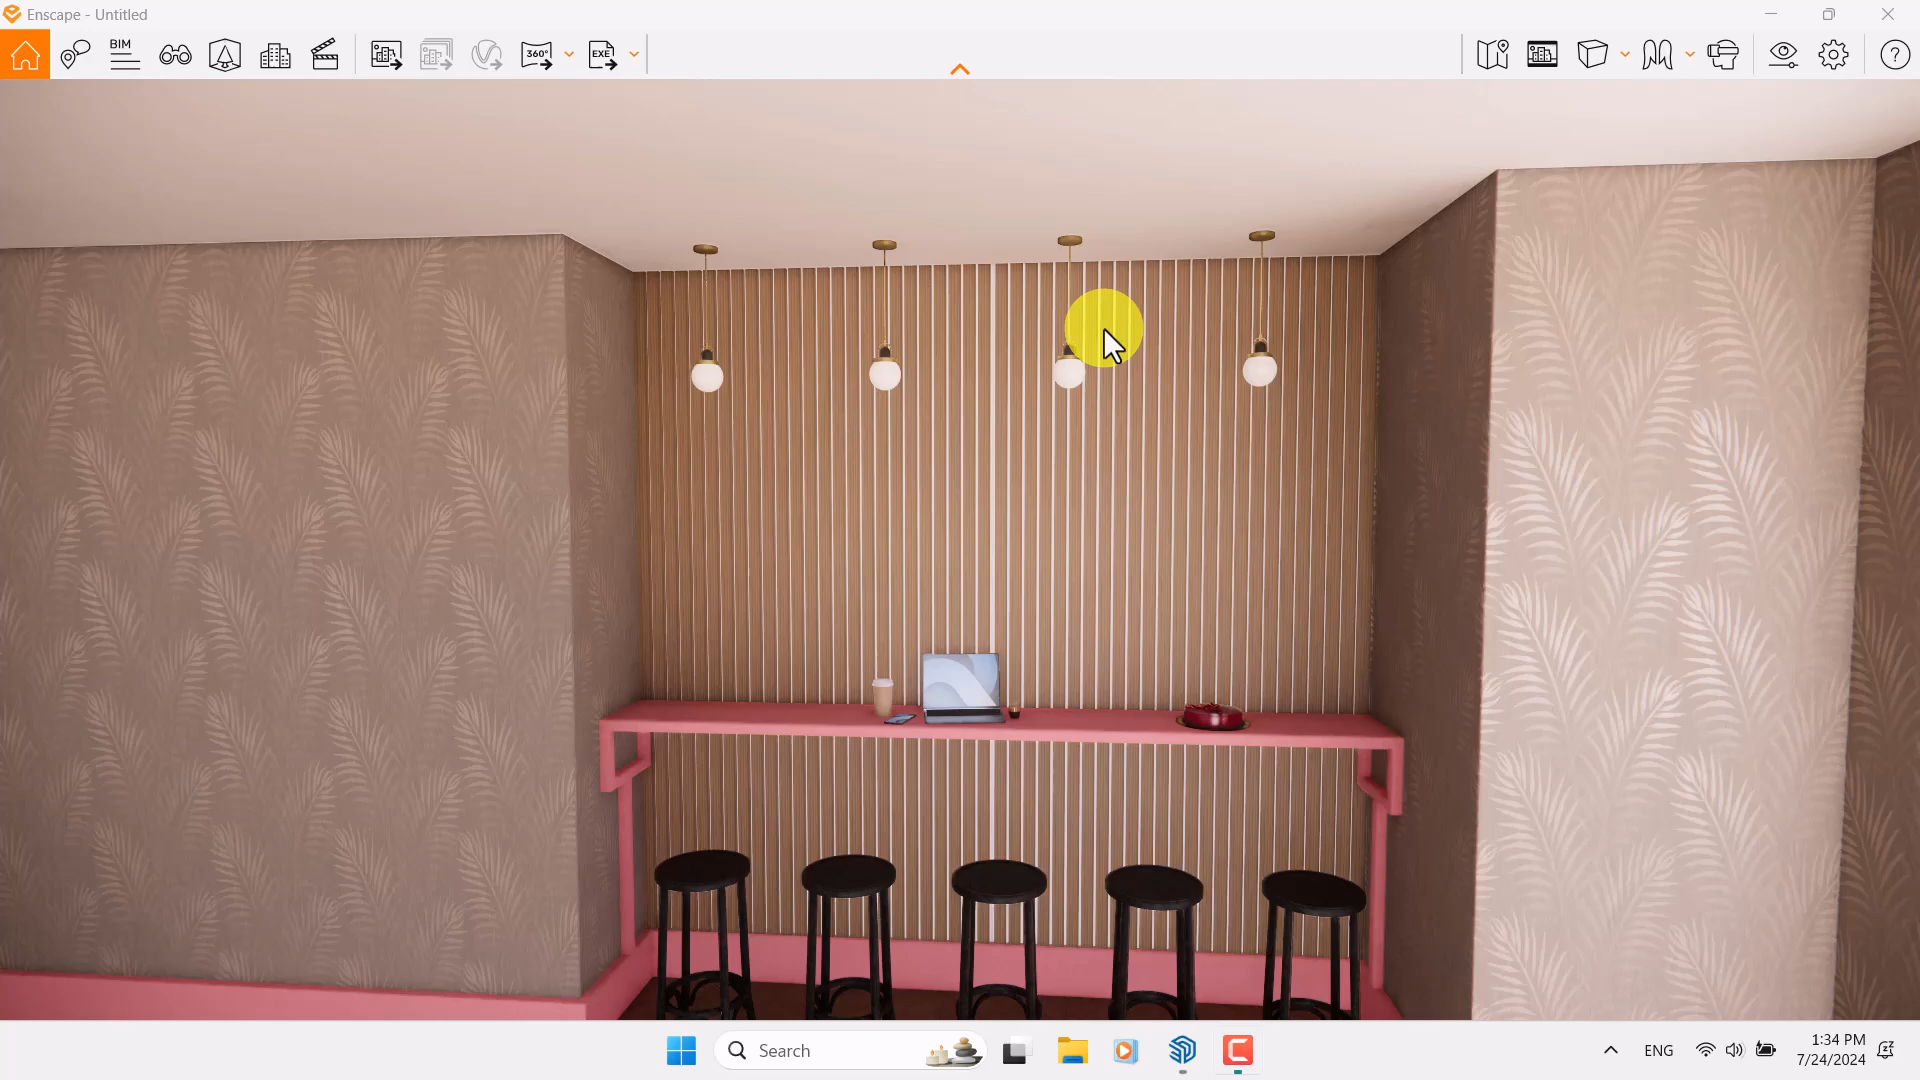 Enscape - Untitled
BIM
360°
EXE
?
Search
ENG
1:34 PM
7/24/2024